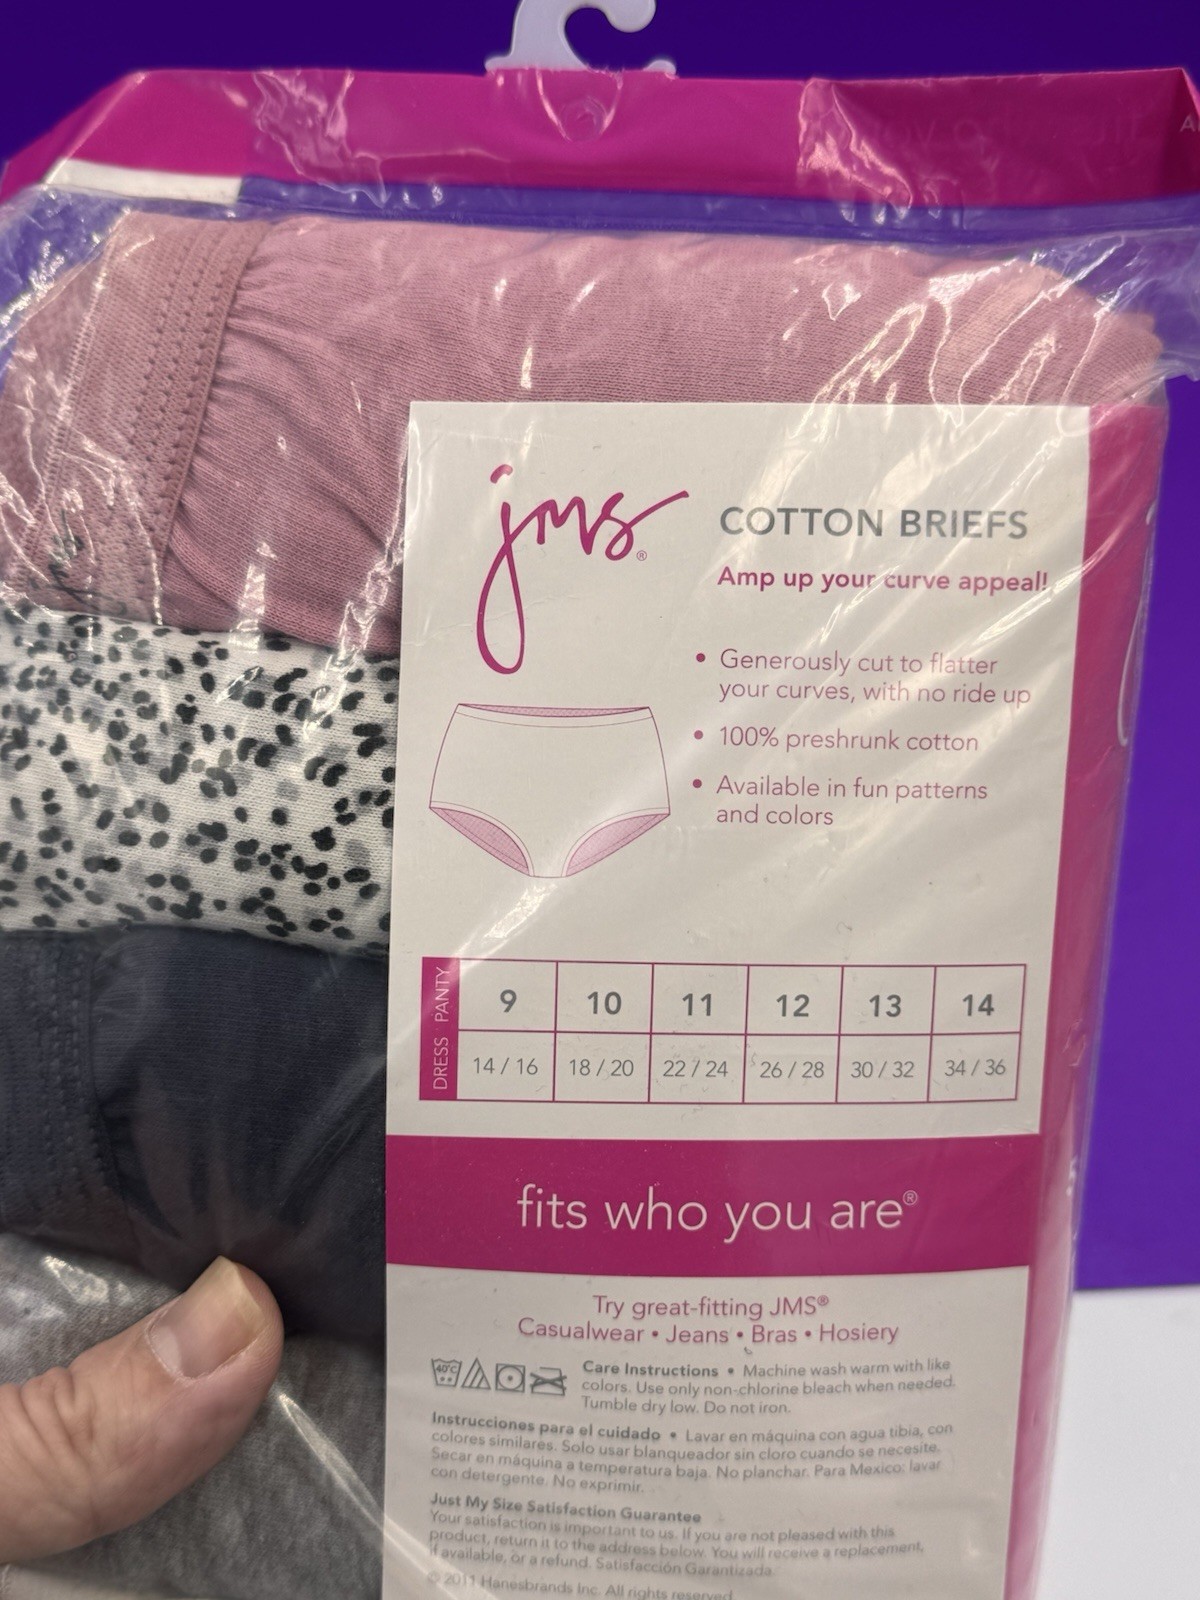 jms®
COTTON BRIEFS
Amp up your curve appeal!
• Generously cut to flatter
your curves, with no ride up
• 100% preshrunk cotton
• Available in fun patterns
and colors
PANTY 9 10 11 12 13 14
DRESS 14 / 16 18 / 20 22 / 24 26 / 28 30 / 32 34 / 36
fits who you are®
Try great-fitting JMS®
Casualwear • Jeans • Bras • Hosiery
40°C
Care Instructions • Machine wash warm with like
colors. Use only non-chlorine bleach when needed.
Tumble dry low. Do not iron.
Instrucciones para el cuidado • Lavar en máquina con agua tibia, con
colores similares. Solo usar blanqueador sin cloro cuando se necesite.
Secar en máquina a temperatura baja. No planchar. Para Mexico: lavar
con detergente. No exprimir.
Just My Size Satisfaction Guarantee
Your satisfaction is important to us. If you are not pleased with this
product, return it to the address below. You will receive a replacement,
if available, or a refund. Satisfacción Garantizada.
© 2011 Hanesbrands Inc. All rights reserved